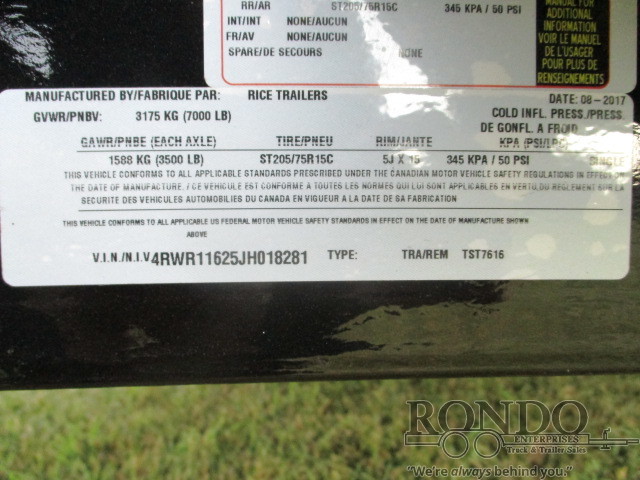 RR/AR ST205/75R15C 345 KPA / 50 PSI
INT/INT NONE/AUCUN
FR/AV NONE/AUCUN
SPARE/DE SECOURS NONE
MANUAL FOR
ADDITIONAL
INFORMATION
VOIR LE MANUEL
DE L'USAGER
POUR PLUS DE
RENSEIGNEMENTS
MANUFACTURED BY/FABRIQUE PAR: RICE TRAILERS DATE: 08-2017
GVWR/PNBV: 3175 KG (7000 LB) COLD INFL. PRESS./PRESS.
DE GONFL. A FROID
GAWR/PNBE (EACH AXLE) TIRE/PNEU RIM/JANTE KPA (PSI/LPC)
1588 KG (3500 LB) ST205/75R15C 5J X 15 345 KPA / 50 PSI SINGLE
THIS VEHICLE CONFORMS TO ALL APPLICABLE STANDARDS PRESCRIBED UNDER THE CANADIAN MOTOR VEHICLE SAFETY REGULATIONS IN EFFECT ON
THE DATE OF MANUFACTURE. / CE VEHICULE EST CONFORME A TOUTES LES NORMES QUI LUI SONT APPLICABLES EN VERTU DU REGLEMENT SUR LA
SECURITE DES VEHICULES AUTOMOBILES DU CANADA EN VIGUEUR A LA DATE DE SA FABRICATION
THIS VEHICLE CONFORMS TO ALL APPLICABLE US FEDERAL MOTOR VEHICLE SAFETY STANDARDS IN EFFECT ON THE DATE OF MANUFACTURE SHOWN
ABOVE
V.I.N./N.I.V. 4RWR11625JH018281 TYPE: TRA/REM TST7616
RONDO
ENTERPRISES
Truck & Trailer Sales
"We're always behind you."